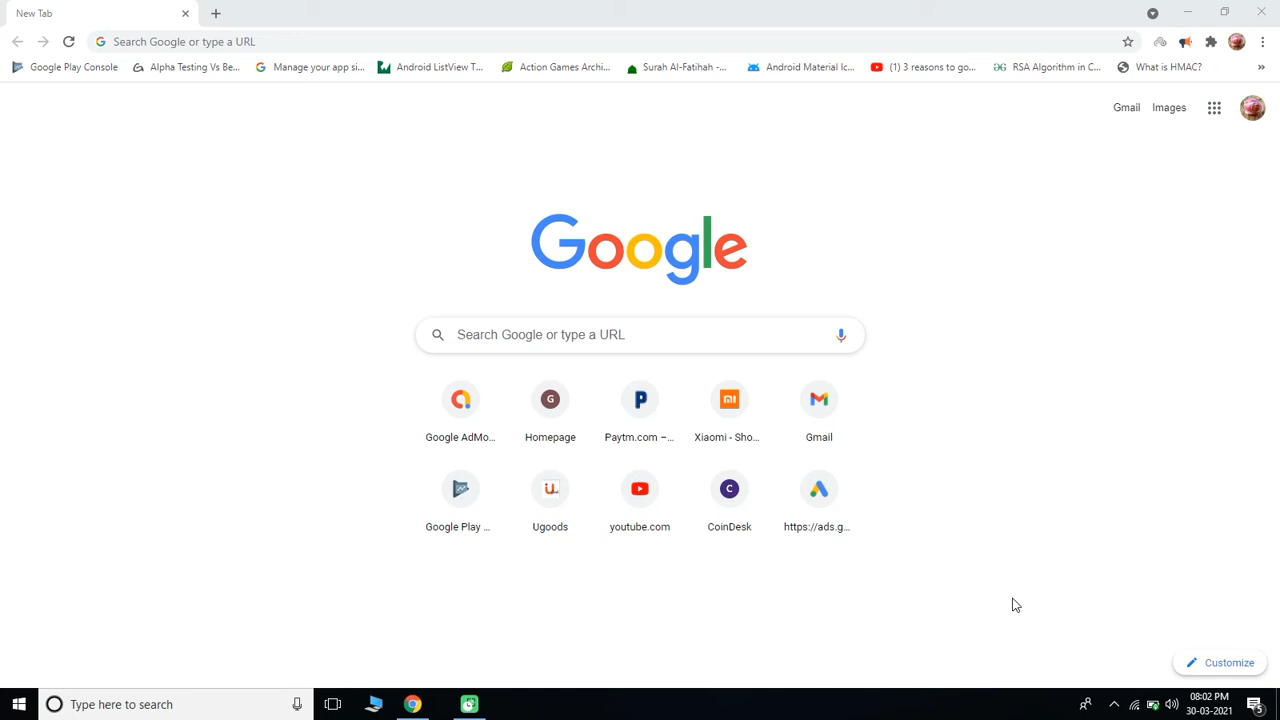 New Tab
Search Google or type a URL
Google Play Console
Alpha Testing Vs Be...
Manage your app si...
Android ListView T...
Action Games Archi...
Surah Al-Fatihah -...
Android Material Ic...
(1) 3 reasons to go...
RSA Algorithm in C...
What is HMAC?
Gmail
Images
Google
Search Google or type a URL
G
P
mi
Google AdMo...
Homepage
Paytm.com –...
Xiaomi - Sho...
Gmail
C
Google Play ...
Ugoods
youtube.com
CoinDesk
https://ads.g...
Customize
Type here to search
08:02 PM
30-03-2021
5